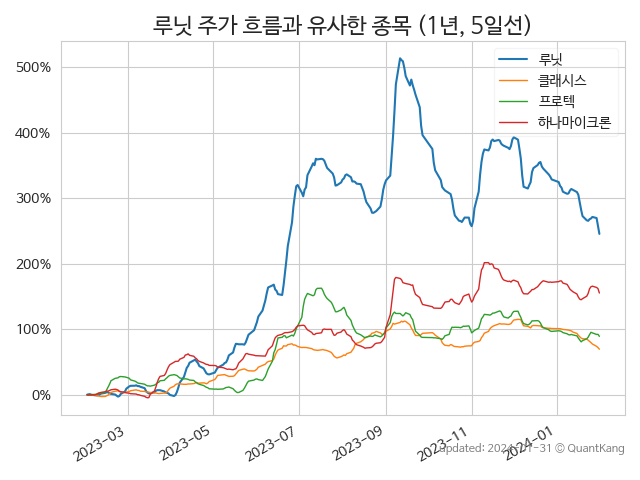 루닛 주가 흐름과 유사한 종목 (1년, 5일선)
500%
400%
300%
200%
100%
0%
루닛
클래시스
프로텍
하나마이크론
2023-03
2023-05
2023-07
2023-09
2023-11
2024-01
updated: 2024-01-31 © QuantKang